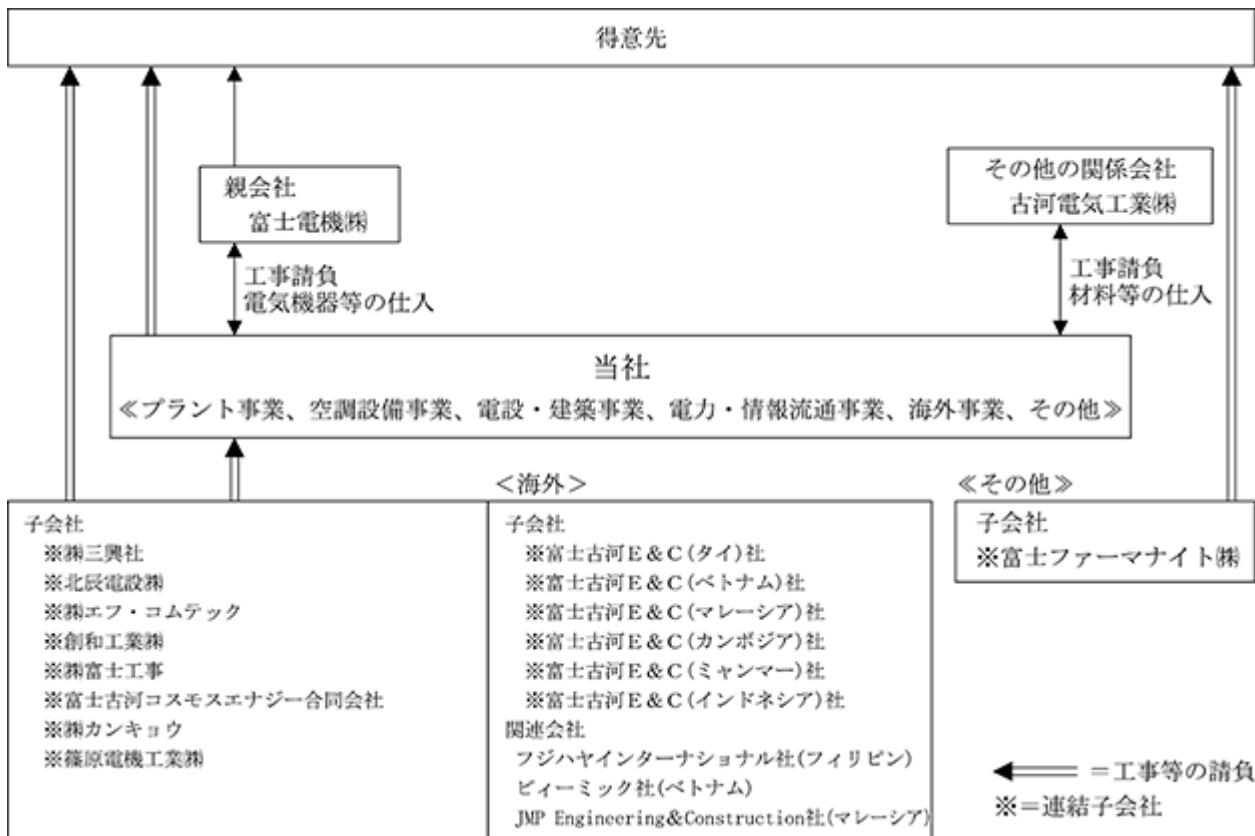 得意先
親会社
富士電機㈱
その他の関係会社
古河電気工業㈱
工事請負
電気機器等の仕入
工事請負
材料等の仕入
当社
≪プラント事業、空調設備事業、電設・建築事業、電力・情報流通事業、海外事業、その他≫
子会社
※㈱三興社
※北辰電設㈱
※㈱エフ・コムテック
※創和工業㈱
※㈱富士工事
※富士古河コスモスエナジー合同会社
※㈱カンキョウ
※篠原電機工業㈱
＜海外＞
子会社
※富士古河Ｅ＆Ｃ(タイ)社
※富士古河Ｅ＆Ｃ(ベトナム)社
※富士古河Ｅ＆Ｃ(マレーシア)社
※富士古河Ｅ＆Ｃ(カンボジア)社
※富士古河Ｅ＆Ｃ(ミャンマー)社
※富士古河Ｅ＆Ｃ(インドネシア)社
関連会社
フジハヤインターナショナル社(フィリピン)
ビィーミック社(ベトナム)
JMP Engineering&Construction社(マレーシア)
≪その他≫
子会社
※富士ファーマナイト㈱
＝工事等の請負
※＝連結子会社